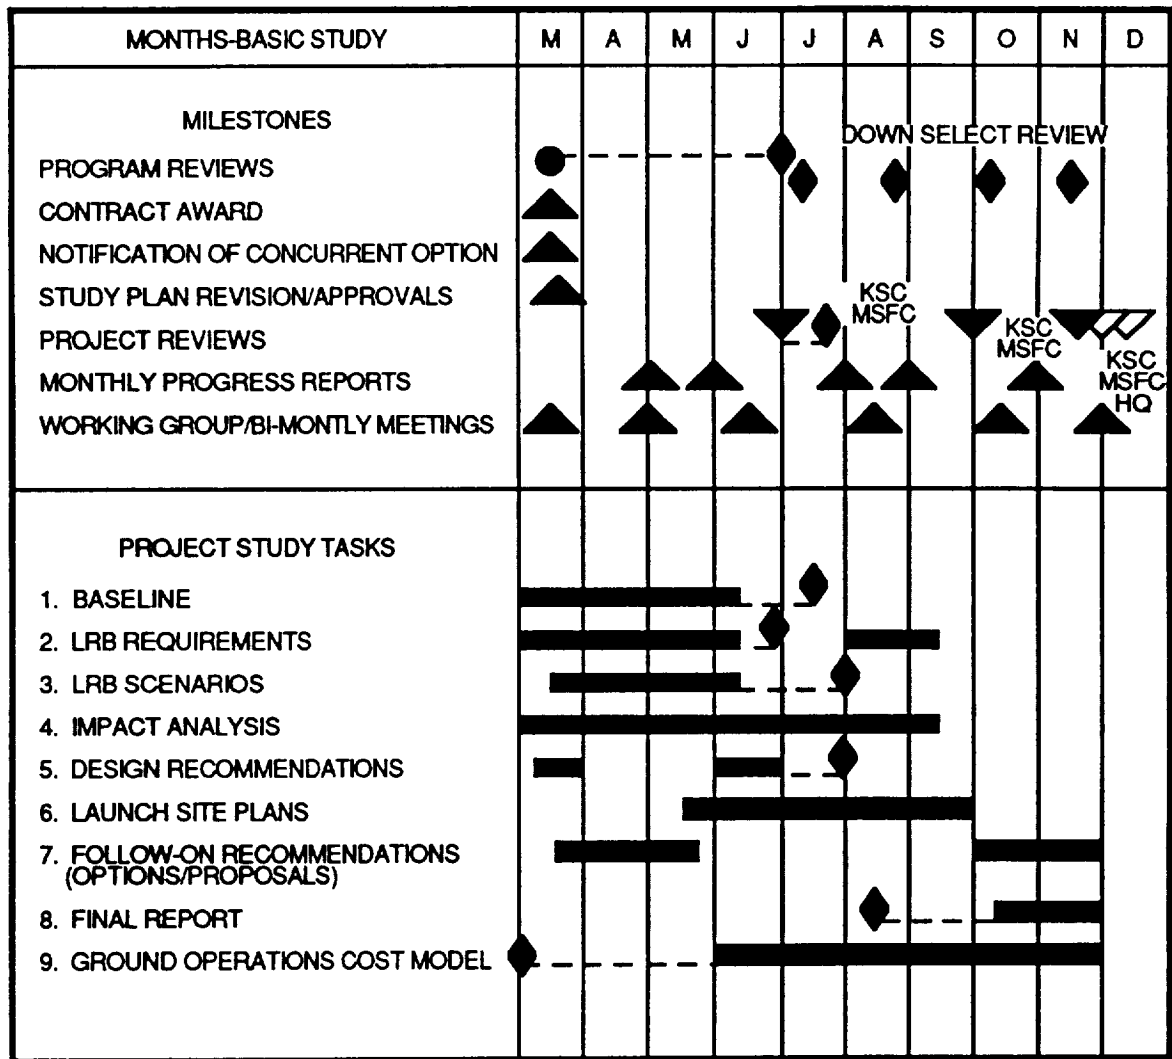 MONTHS-BASIC STUDY M A M J J A S O N D
MILESTONES
DOWN SELECT REVIEW
PROGRAM REVIEWS
CONTRACT AWARD
NOTIFICATION OF CONCURRENT OPTION
STUDY PLAN REVISION/APPROVALS
KSC
MSFC
PROJECT REVIEWS
KSC
MSFC
MONTHLY PROGRESS REPORTS
KSC
MSFC
HQ
WORKING GROUP/BI-MONTLY MEETINGS
PROJECT STUDY TASKS
1. BASELINE
2. LRB REQUIREMENTS
3. LRB SCENARIOS
4. IMPACT ANALYSIS
5. DESIGN RECOMMENDATIONS
6. LAUNCH SITE PLANS
7. FOLLOW-ON RECOMMENDATIONS
(OPTIONS/PROPOSALS)
8. FINAL REPORT
9. GROUND OPERATIONS COST MODEL